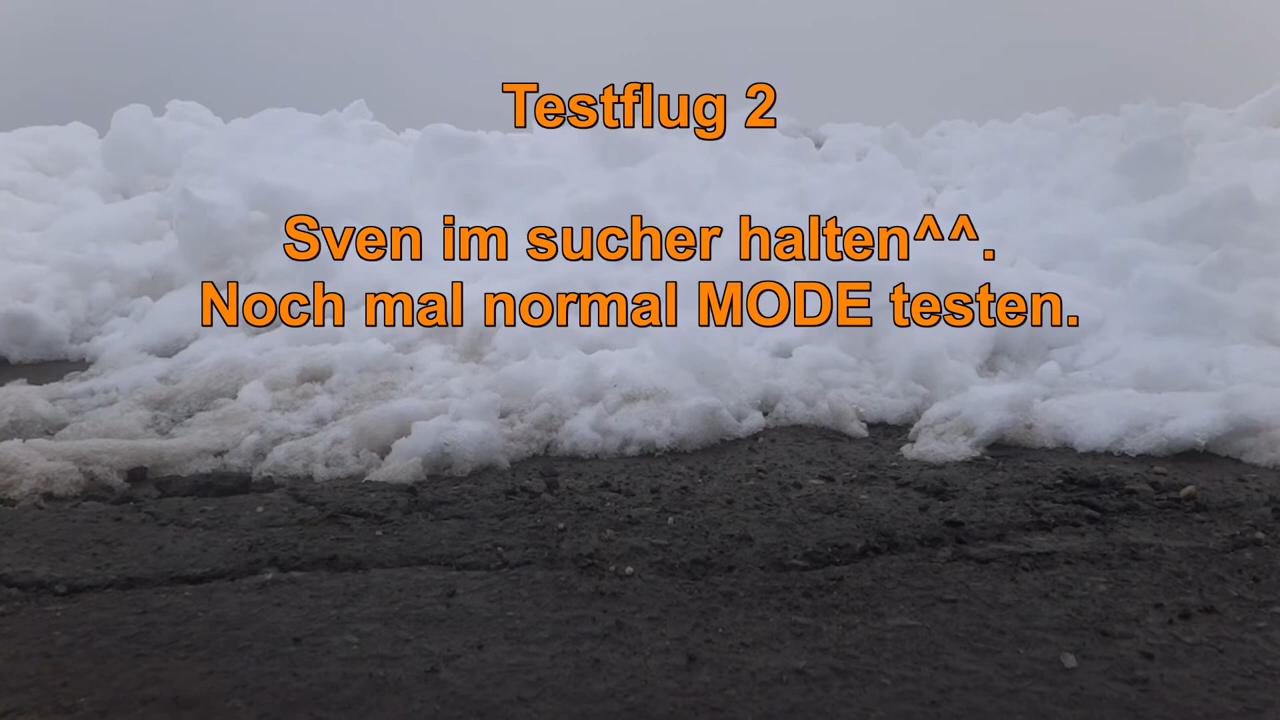 Testflug 2
Sven im sucher halten^^.
Noch mal normal MODE testen.